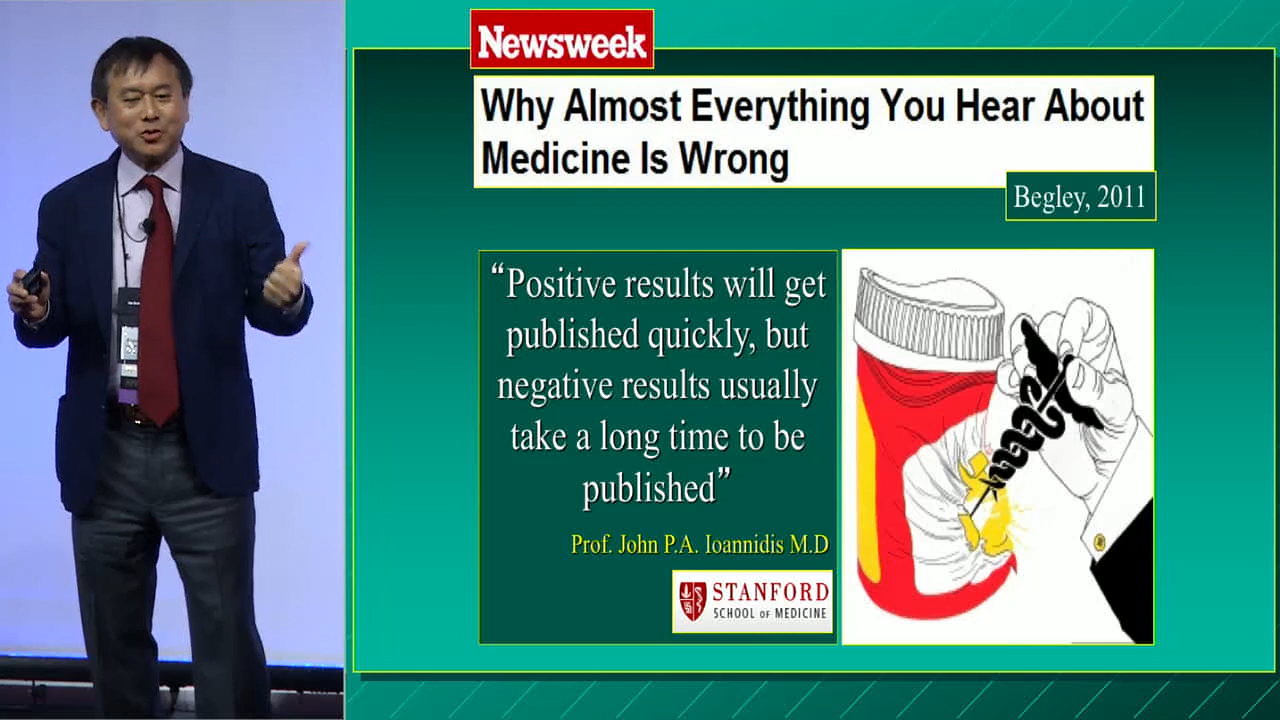 Newsweek
Why Almost Everything You Hear About
Medicine Is Wrong
Begley, 2011
“Positive results will get
published quickly, but
negative results usually
take a long time to be
published”
Prof. John P.A. Ioannidis M.D
STANFORD
SCHOOL OF MEDICINE